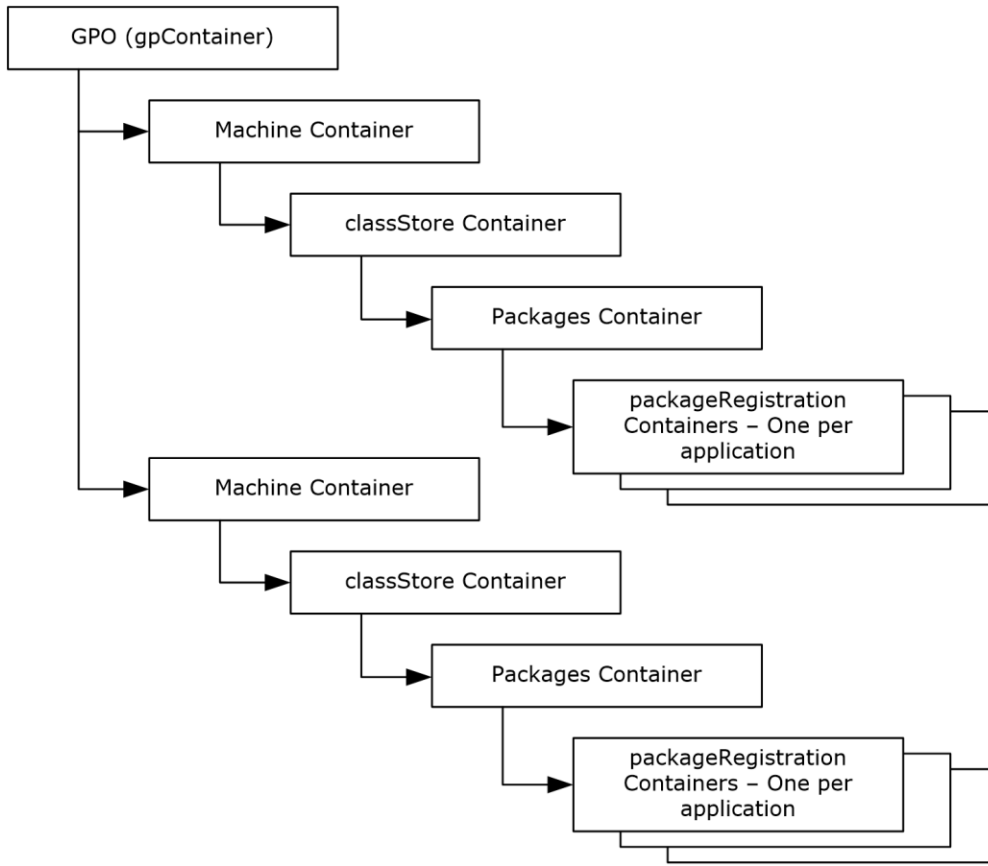 GPO (gpContainer)
Machine Container
classStore Container
Packages Container
packageRegistration
Containers – One per
application
Machine Container
classStore Container
Packages Container
packageRegistration
Containers – One per
application